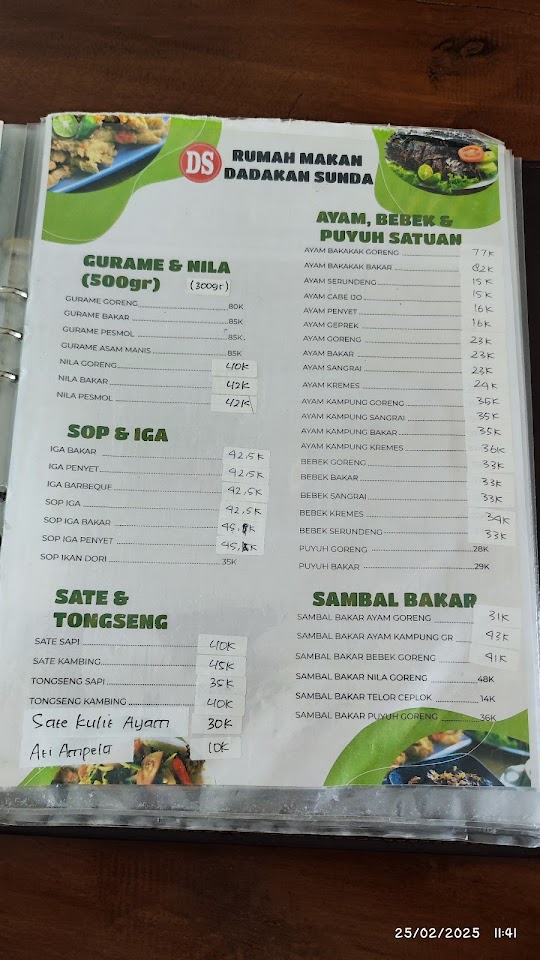 DS
RUMAH MAKAN
DADAKAN SUNDA
GURAME & NILA
(500gr) (300gr)
GURAME GORENG 80K
GURAME BAKAR 85K
GURAME PESMOL 85K
GURAME ASAM MANIS 85K
NILA GORENG 40K
NILA BAKAR 42K
NILA PESMOL 42K
SOP & IGA
IGA BAKAR 42,5K
IGA PENYET 42,5K
IGA BARBEQUE 42,5K
SOP IGA 42,5K
SOP IGA BAKAR
SOP IGA PENYET
SOP IKAN DORI 35K
SATE &
TONGSENG
SATE SAPI 40K
SATE KAMBING 45K
TONGSENG SAPI 35K
TONGSENG KAMBING 40K
Sate Kulit Ayam 30K
Ati Ampela 10K
AYAM, BEBEK &
PUYUH SATUAN
AYAM BAKAKAK GORENG 77K
AYAM BAKAKAK BAKAR 82K
AYAM SERUNDENG 15K
AYAM CABE IJO 15K
AYAM PENYET 16K
AYAM GEPREK 16K
AYAM GORENG 23K
AYAM BAKAR 23K
AYAM SANGRAI 23K
AYAM KREMES 24K
AYAM KAMPUNG GORENG 35K
AYAM KAMPUNG SANGRAI 35K
AYAM KAMPUNG BAKAR 35K
AYAM KAMPUNG KREMES 36K
BEBEK GORENG 33K
BEBEK BAKAR 33K
BEBEK SANGRAI 33K
BEBEK KREMES 34K
BEBEK SERUNDENG 33K
PUYUH GORENG 28K
PUYUH BAKAR 29K
SAMBAL BAKAR
SAMBAL BAKAR AYAM GORENG 31K
SAMBAL BAKAR AYAM KAMPUNG GR 43K
SAMBAL BAKAR BEBEK GORENG 41K
SAMBAL BAKAR NILA GORENG 48K
SAMBAL BAKAR TELOR CEPLOK 14K
SAMBAL BAKAR PUYUH GORENG 36K
25/02/2025 11:41